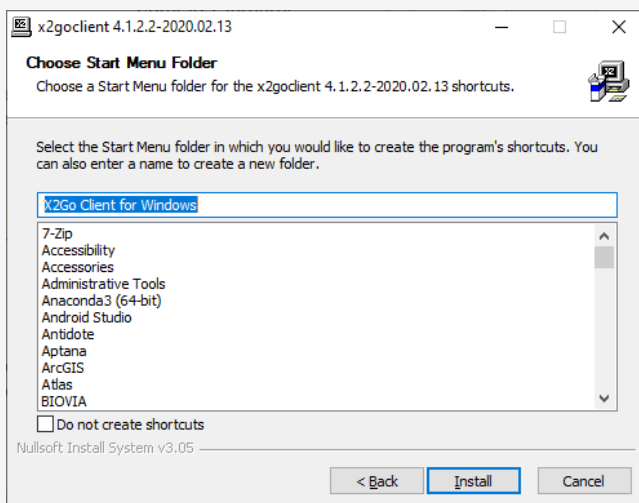 x2goclient 4.1.2.2-2020.02.13
Choose Start Menu Folder
Choose a Start Menu folder for the x2goclient 4.1.2.2-2020.02.13 shortcuts.
Select the Start Menu folder in which you would like to create the program's shortcuts. You
can also enter a name to create a new folder.
X2Go Client for Windows
7-Zip
Accessibility
Accessories
Administrative Tools
Anaconda3 (64-bit)
Android Studio
Antidote
Aptana
ArcGIS
Atlas
BIOVIA
Do not create shortcuts
Nullsoft Install System v3.05
< Back
Install
Cancel